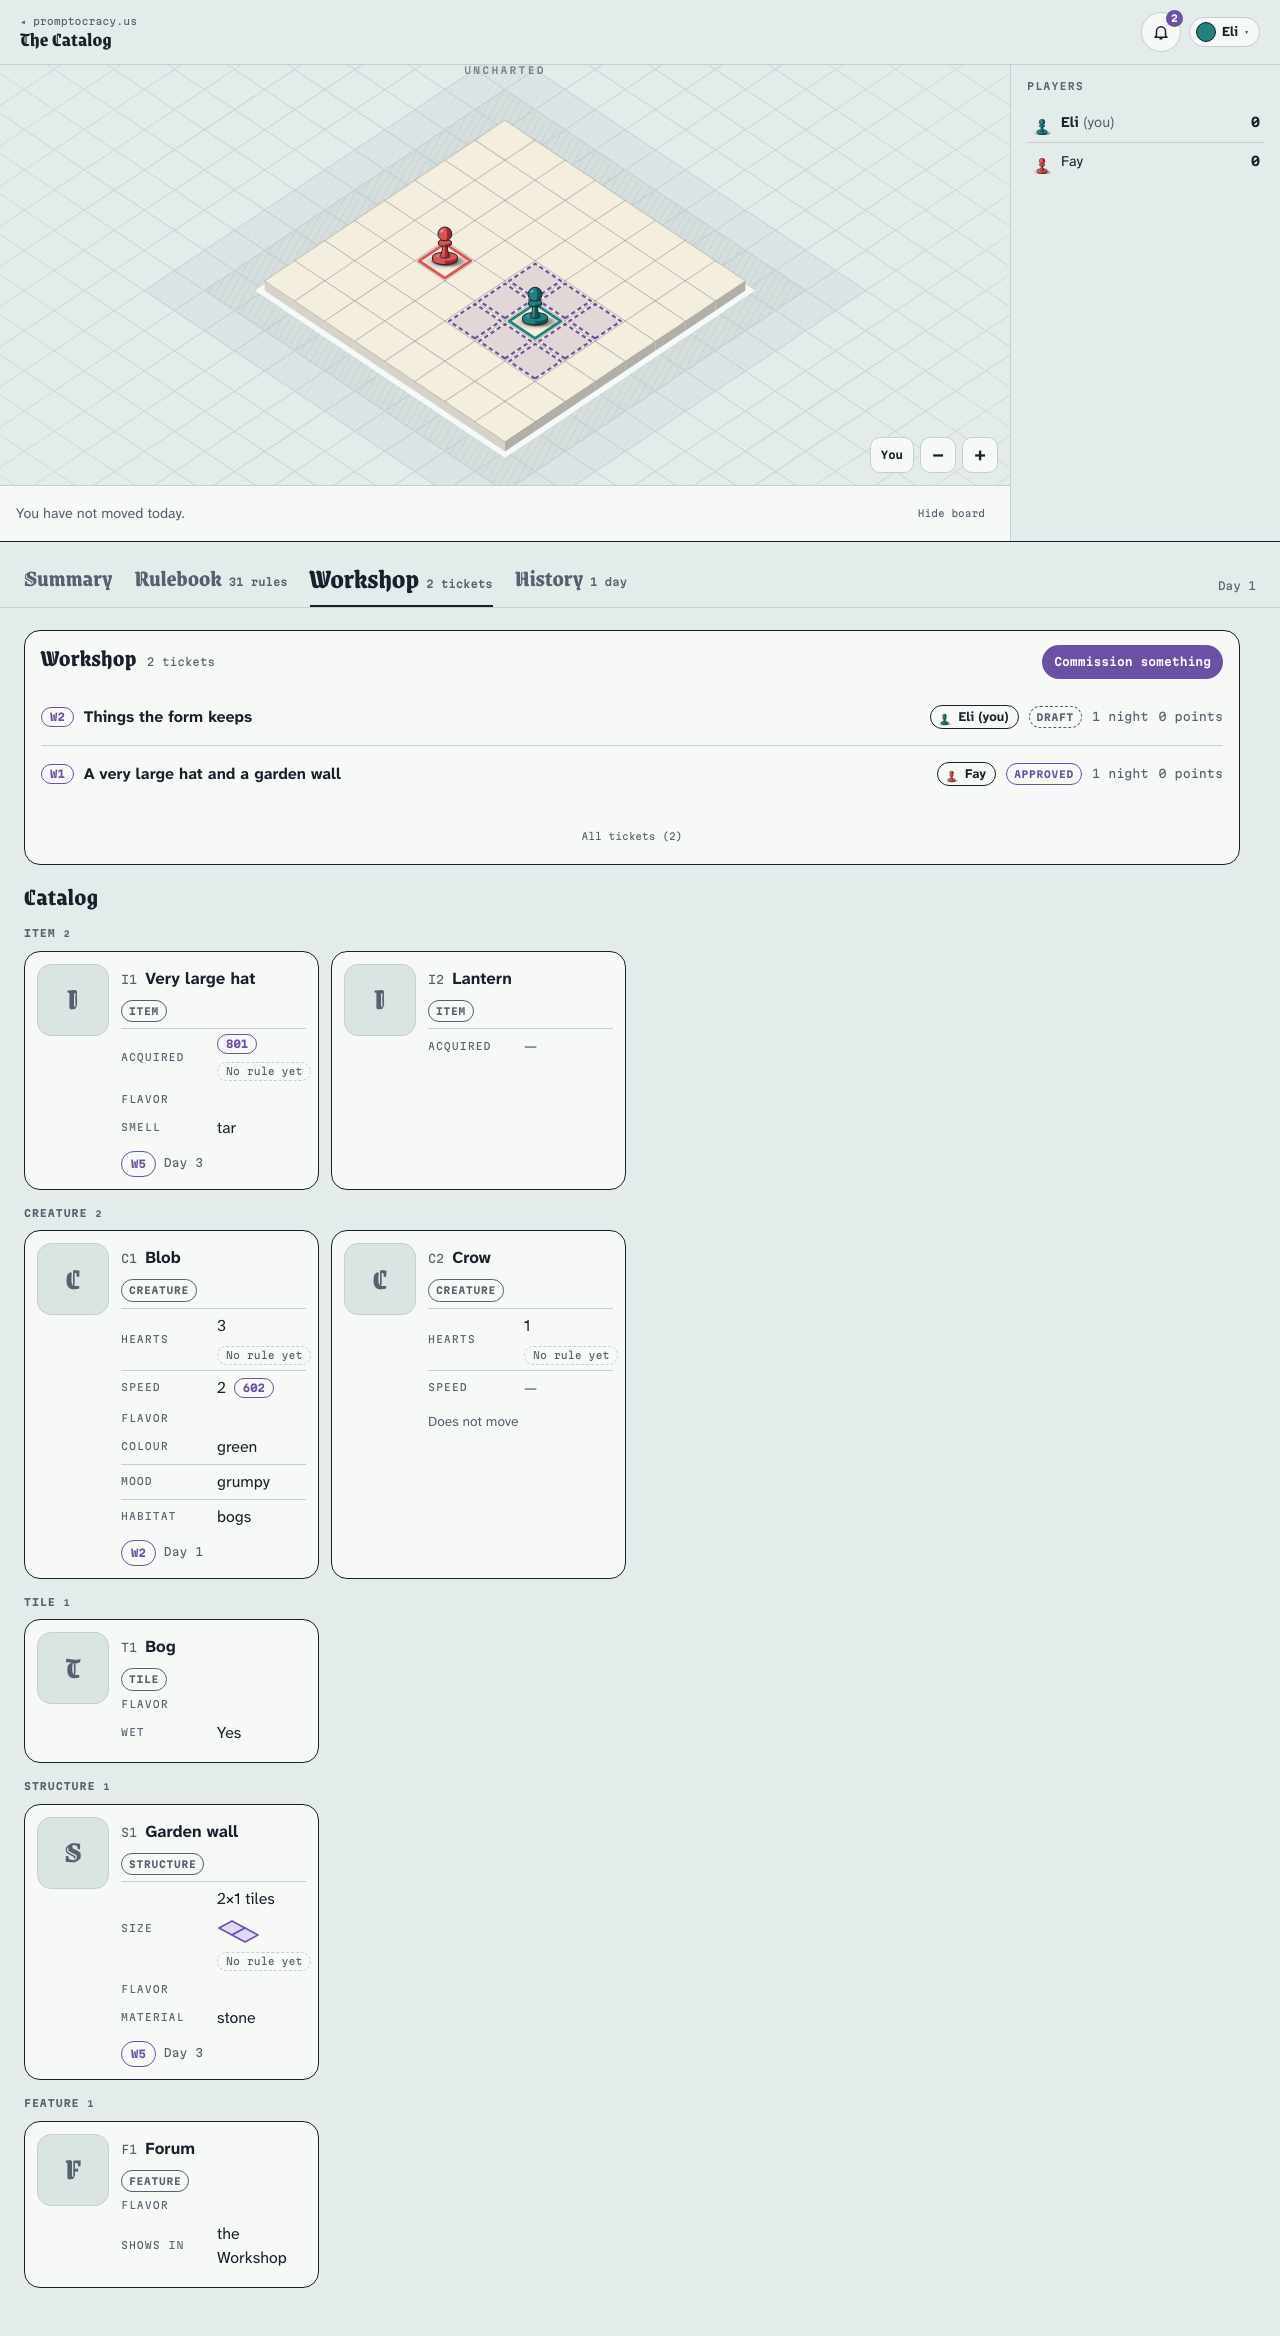 ◂ promptocracy.us
The Catalog
2
Eli ▾
UNCHARTED
PLAYERS
Eli (you) 0
Fay 0
You − +
You have not moved today.
Hide board
Summary Rulebook 31 rules Workshop 2 tickets History 1 day Day 1
Workshop 2 tickets Commission something
W2 Things the form keeps Eli (you) DRAFT 1 night 0 points
W1 A very large hat and a garden wall Fay APPROVED 1 night 0 points
All tickets (2)
Catalog
ITEM 2
I I1 Very large hat
ITEM
ACQUIRED 801
No rule yet
FLAVOR
SMELL tar
W5 Day 3
I I2 Lantern
ITEM
ACQUIRED —
CREATURE 2
C C1 Blob
CREATURE
HEARTS 3
No rule yet
SPEED 2 602
FLAVOR
COLOUR green
MOOD grumpy
HABITAT bogs
W2 Day 1
C C2 Crow
CREATURE
HEARTS 1
No rule yet
SPEED —
Does not move
TILE 1
T T1 Bog
TILE
FLAVOR
WET Yes
STRUCTURE 1
S S1 Garden wall
STRUCTURE
SIZE 2×1 tiles
No rule yet
FLAVOR
MATERIAL stone
W5 Day 3
FEATURE 1
F F1 Forum
FEATURE
FLAVOR
SHOWS IN the
Workshop